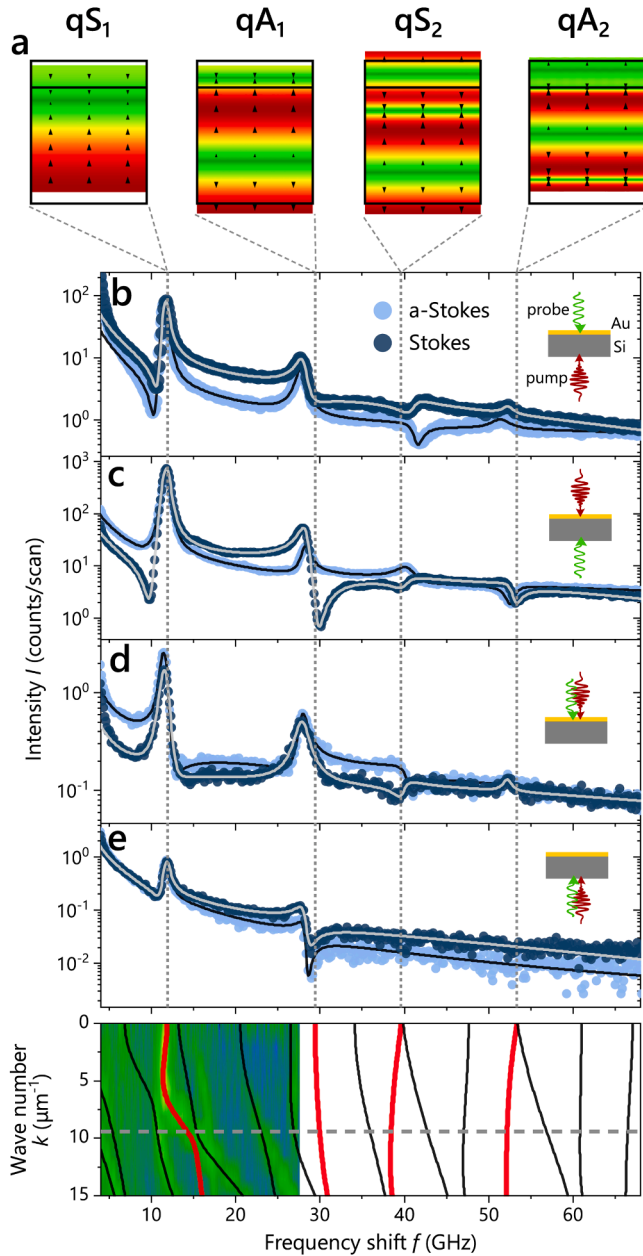 qS₁ qA₁ qS₂ qA₂
a
b
10²
10¹
10⁰
a-Stokes
Stokes
probe
Au
Si
pump
c
10³
10²
10¹
10⁰
d
10⁰
10⁻¹
e
10⁰
10⁻¹
10⁻²
Intensity I (counts/scan)
0
5
10
15
Wave number
k (μm⁻¹)
10 20 30 40 50 60
Frequency shift f (GHz)